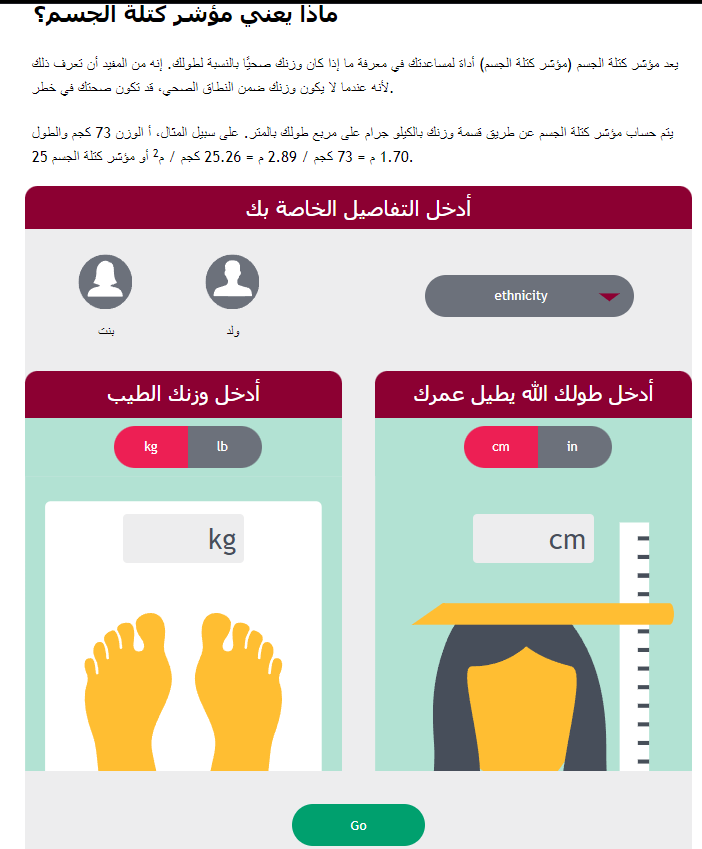 ماذا يعني مؤشر كتلة الجسم؟
يعد مؤشر كتلة الجسم (مؤشر كتلة الجسم) أداة لمساعدتك في معرفة ما إذا كان وزنك صحيًا بالنسبة لطولك. إنه من المفيد أن تعرف ذلك
لأنه عندما لا يكون وزنك ضمن النطاق الصحي، قد تكون صحتك في خطر.
يتم حساب مؤشر كتلة الجسم عن طريق قسمة وزنك بالكيلو جرام على مربع طولك بالمتر. على سبيل المثال، أ الوزن 73 كجم والطول
1.70 م = 73 كجم / 2.89 م = 25.26 كجم / م² أو مؤشر كتلة الجسم 25.
أدخل التفاصيل الخاصة بك
ethnicity
ولد
بنت
أدخل طولك الله يطيل عمرك
أدخل وزنك الطيب
cm in
kg lb
cm
kg
Go